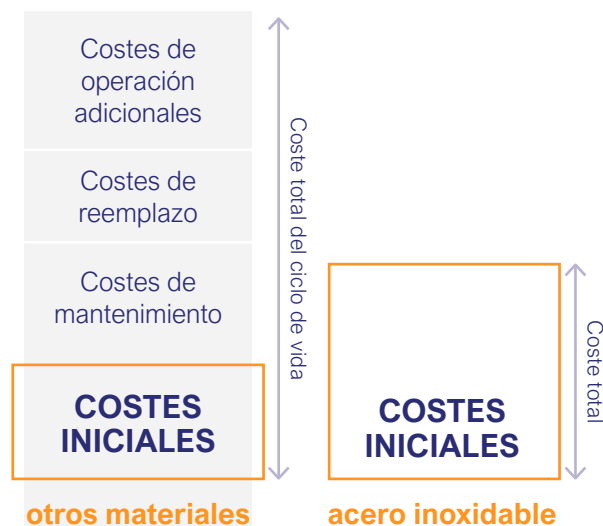 Costes de
operación
adicionales
Costes de
reemplazo
Costes de
mantenimiento
COSTES
INICIALES
otros materiales
Coste total del ciclo de vida
COSTES
INICIALES
acero inoxidable
Coste total